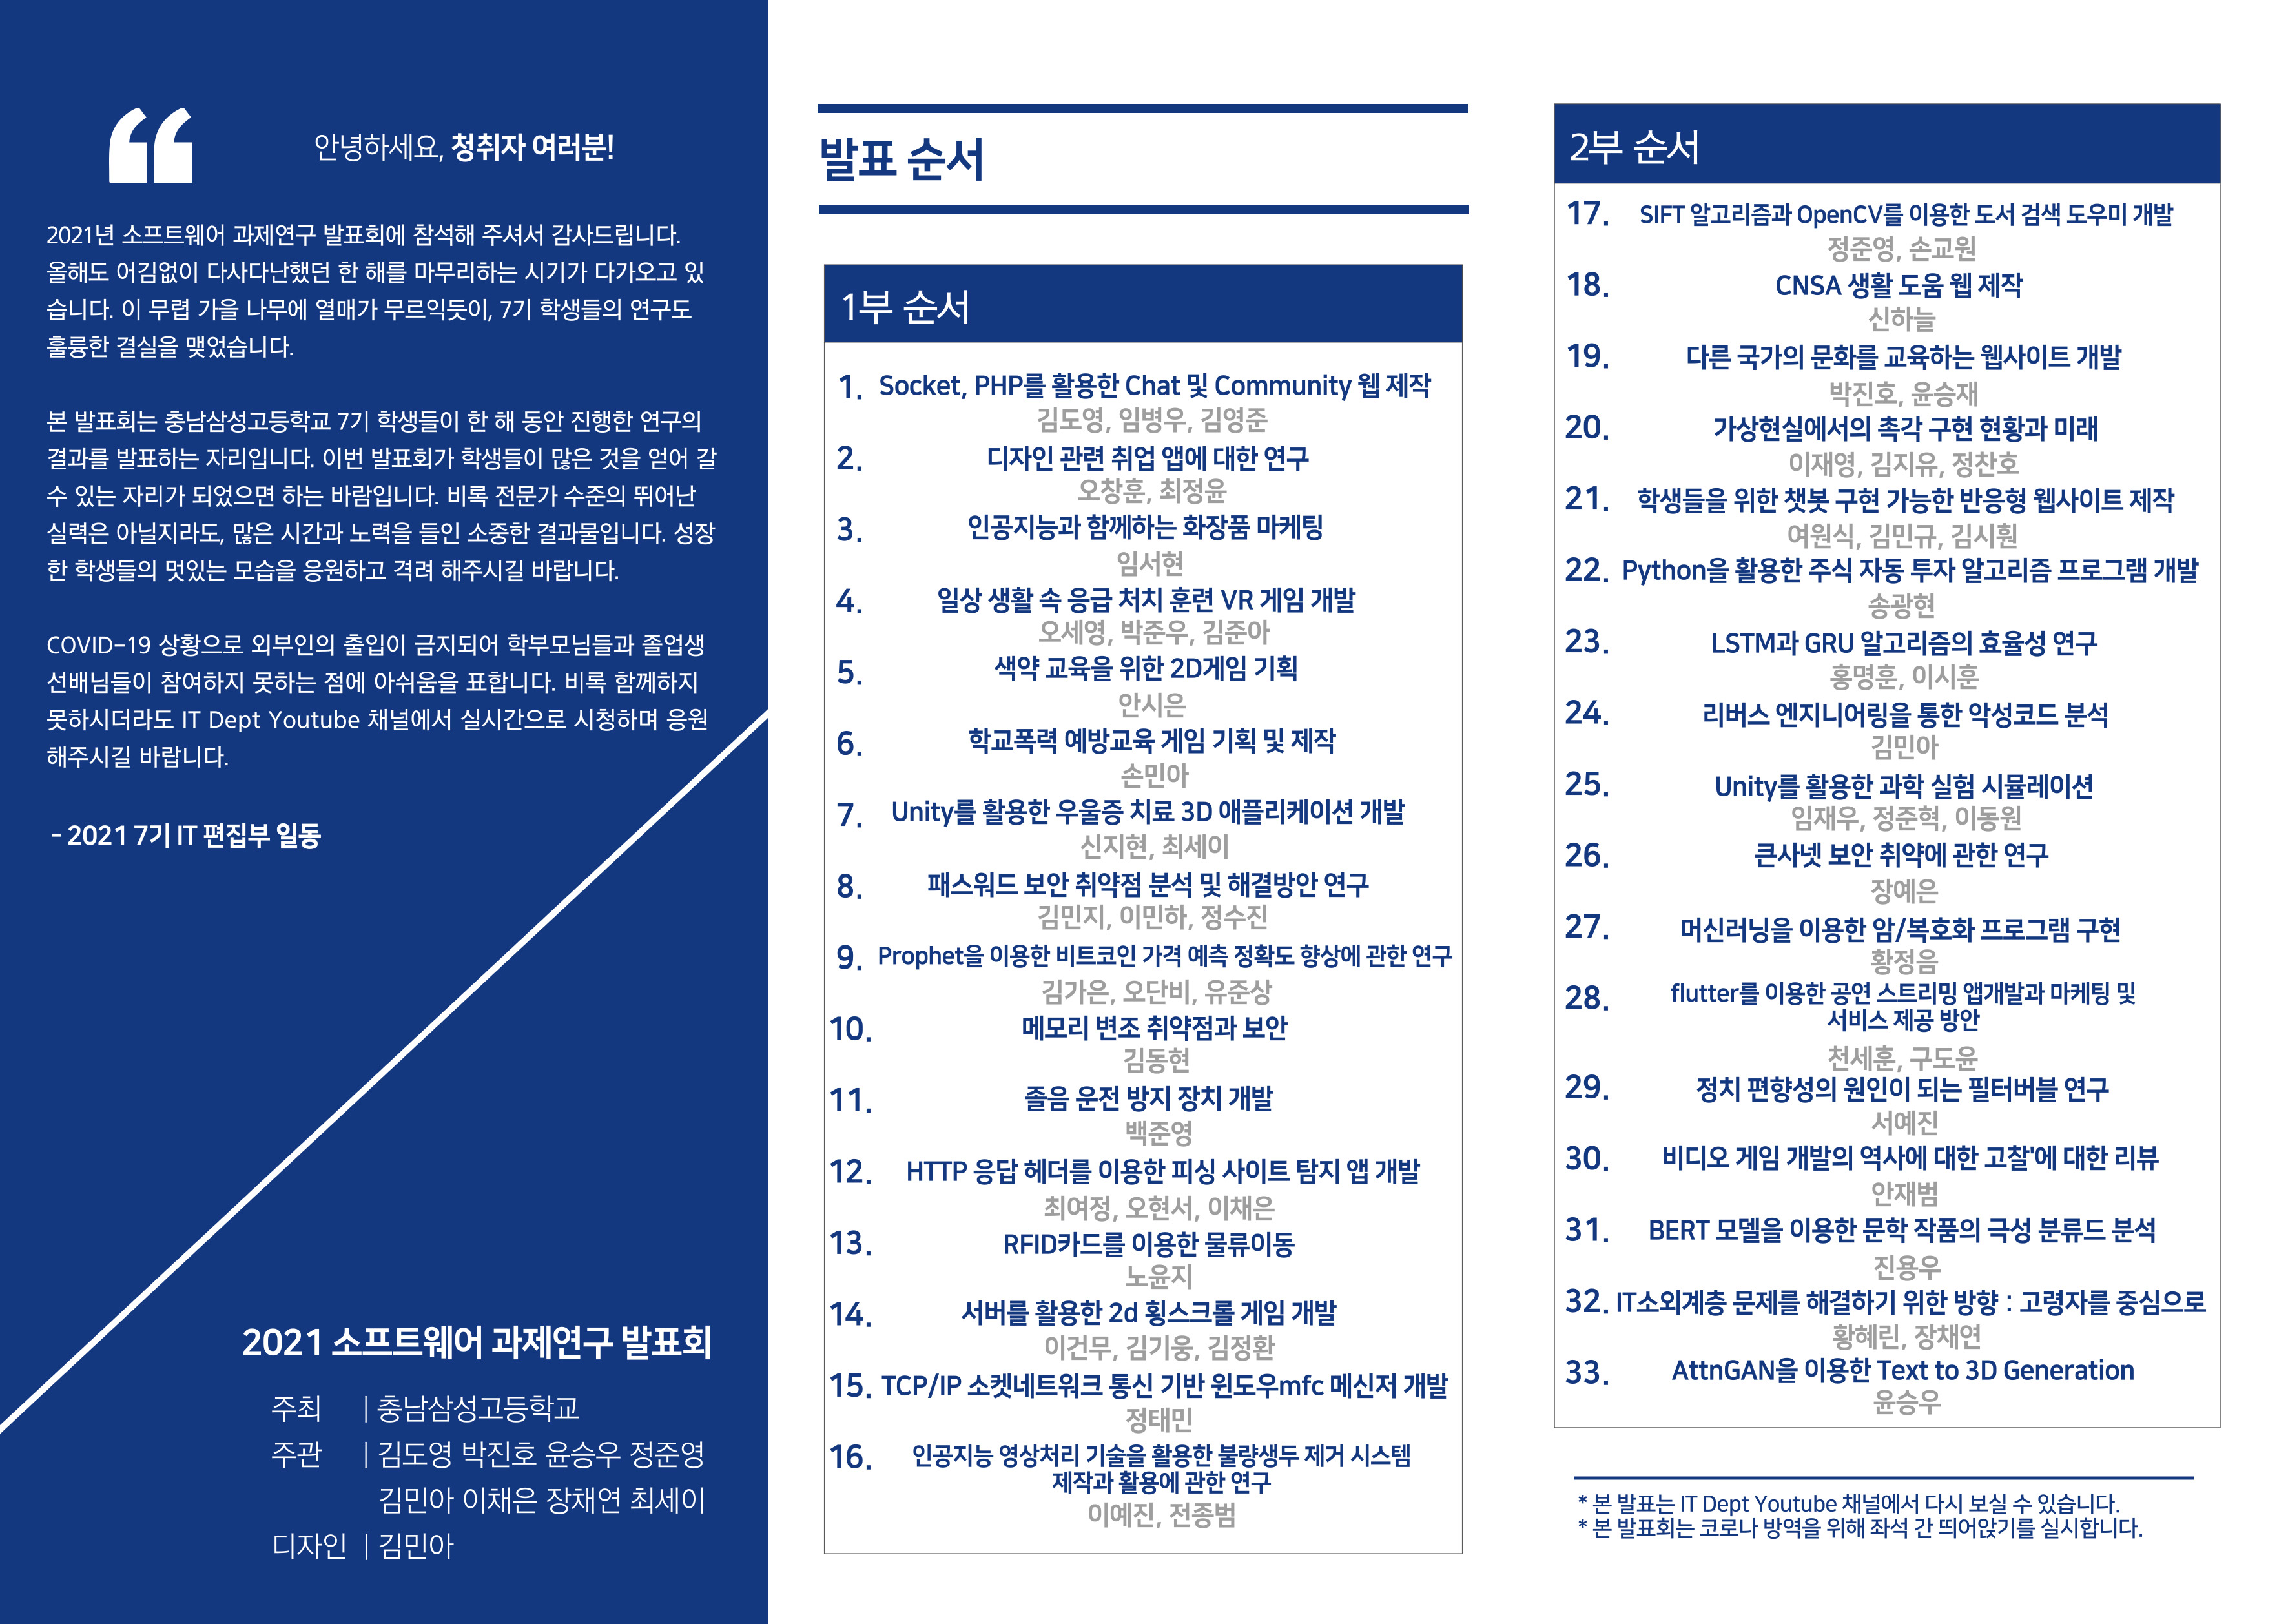 안녕하세요, 청취자 여러분!
2021년 소프트웨어 과제연구 발표회에 참석해 주셔서 감사드립니다.
올해도 어김없이 다사다난했던 한 해를 마무리하는 시기가 다가오고 있
습니다. 이 무렵 가을 나무에 열매가 무르익듯이, 7기 학생들의 연구도
훌륭한 결실을 맺었습니다.
본 발표회는 충남삼성고등학교 7기 학생들이 한 해 동안 진행한 연구의
결과를 발표하는 자리입니다. 이번 발표회가 학생들이 많은 것을 얻어 갈
수 있는 자리가 되었으면 하는 바람입니다. 비록 전문가 수준의 뛰어난
실력은 아닐지라도, 많은 시간과 노력을 들인 소중한 결과물입니다. 성장
한 학생들의 멋있는 모습을 응원하고 격려 해주시길 바랍니다.
COVID-19 상황으로 외부인의 출입이 금지되어 학부모님들과 졸업생
선배님들이 참여하지 못하는 점에 아쉬움을 표합니다. 비록 함께하지
못하시더라도 IT Dept Youtube 채널에서 실시간으로 시청하며 응원
해주시길 바랍니다.
- 2021 7기 IT 편집부 일동
2021 소프트웨어 과제연구 발표회
주최 | 충남삼성고등학교
주관 | 김도영 박진호 윤승우 정준영
김민아 이채은 장채연 최세이
디자인 | 김민아
발표 순서
1부 순서
1. Socket, PHP를 활용한 Chat 및 Community 웹 제작
김도영, 임병우, 김영준
2. 디자인 관련 취업 앱에 대한 연구
오창훈, 최정윤
3. 인공지능과 함께하는 화장품 마케팅
임서현
4. 일상 생활 속 응급 처치 훈련 VR 게임 개발
오세영, 박준우, 김준아
5. 색약 교육을 위한 2D게임 기획
안시은
6. 학교폭력 예방교육 게임 기획 및 제작
손민아
7. Unity를 활용한 우울증 치료 3D 애플리케이션 개발
신지현, 최세이
8. 패스워드 보안 취약점 분석 및 해결방안 연구
김민지, 이민하, 정수진
9. Prophet을 이용한 비트코인 가격 예측 정확도 향상에 관한 연구
김가은, 오단비, 유준상
10. 메모리 변조 취약점과 보안
김동현
11. 졸음 운전 방지 장치 개발
백준영
12. HTTP 응답 헤더를 이용한 피싱 사이트 탐지 앱 개발
최여정, 오현서, 이채은
13. RFID카드를 이용한 물류이동
노윤지
14. 서버를 활용한 2d 횡스크롤 게임 개발
이건무, 김기웅, 김정환
15. TCP/IP 소켓네트워크 통신 기반 윈도우mfc 메신저 개발
정태민
16. 인공지능 영상처리 기술을 활용한 불량생두 제거 시스템
제작과 활용에 관한 연구
이예진, 전종범
2부 순서
17. SIFT 알고리즘과 OpenCV를 이용한 도서 검색 도우미 개발
정준영, 손교원
18. CNSA 생활 도움 웹 제작
신하늘
19. 다른 국가의 문화를 교육하는 웹사이트 개발
박진호, 윤승재
20. 가상현실에서의 촉각 구현 현황과 미래
이재영, 김지유, 정찬호
21. 학생들을 위한 챗봇 구현 가능한 반응형 웹사이트 제작
여원식, 김민규, 김시훤
22. Python을 활용한 주식 자동 투자 알고리즘 프로그램 개발
송광현
23. LSTM과 GRU 알고리즘의 효율성 연구
홍명훈, 이시훈
24. 리버스 엔지니어링을 통한 악성코드 분석
김민아
25. Unity를 활용한 과학 실험 시뮬레이션
임재우, 정준혁, 이동원
26. 큰사넷 보안 취약에 관한 연구
장예은
27. 머신러닝을 이용한 암/복호화 프로그램 구현
황정음
28. flutter를 이용한 공연 스트리밍 앱개발과 마케팅 및
서비스 제공 방안
천세훈, 구도윤
29. 정치 편향성의 원인이 되는 필터버블 연구
서예진
30. 비디오 게임 개발의 역사에 대한 고찰'에 대한 리뷰
안재범
31. BERT 모델을 이용한 문학 작품의 극성 분류드 분석
진용우
32. IT소외계층 문제를 해결하기 위한 방향 : 고령자를 중심으로
황혜린, 장채연
33. AttnGAN을 이용한 Text to 3D Generation
윤승우
* 본 발표는 IT Dept Youtube 채널에서 다시 보실 수 있습니다.
* 본 발표회는 코로나 방역을 위해 좌석 간 띄어앉기를 실시합니다.